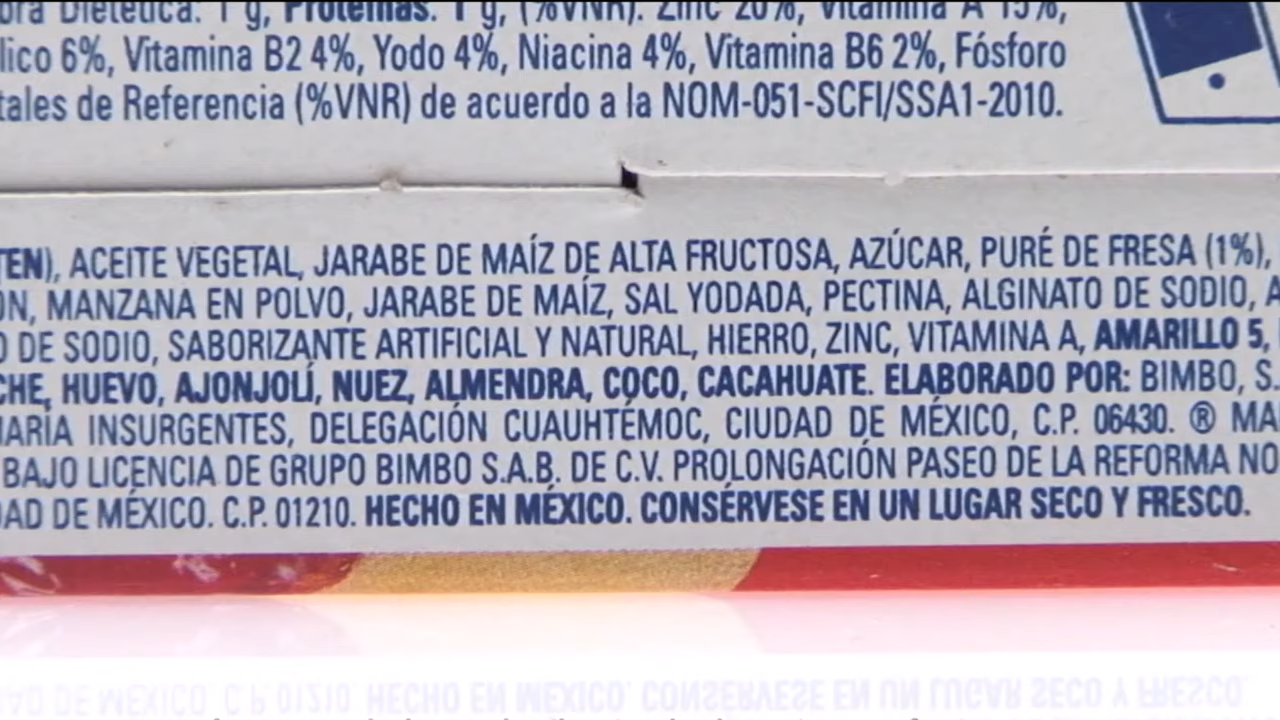 bra Dietética: 1 g, Proteínas: 1 g, (%VNR): Zinc 20%, Vitamina A 15%,
lico 6%, Vitamina B2 4%, Yodo 4%, Niacina 4%, Vitamina B6 2%, Fósforo
tales de Referencia (%VNR) de acuerdo a la NOM-051-SCFI/SSA1-2010.
TEN), ACEITE VEGETAL, JARABE DE MAÍZ DE ALTA FRUCTOSA, AZÚCAR, PURÉ DE FRESA (1%),
ÓN, MANZANA EN POLVO, JARABE DE MAÍZ, SAL YODADA, PECTINA, ALGINATO DE SODIO, A
O DE SODIO, SABORIZANTE ARTIFICIAL Y NATURAL, HIERRO, ZINC, VITAMINA A, AMARILLO 5,
CHE, HUEVO, AJONJOLÍ, NUEZ, ALMENDRA, COCO, CACAHUATE. ELABORADO POR: BIMBO, S.
ARIA INSURGENTES, DELEGACIÓN CUAUHTÉMOC, CIUDAD DE MÉXICO, C.P. 06430. ® MA
BAJO LICENCIA DE GRUPO BIMBO S.A.B. DE C.V. PROLONGACIÓN PASEO DE LA REFORMA NO
DAD DE MÉXICO. C.P. 01210. HECHO EN MÉXICO. CONSÉRVESE EN UN LUGAR SECO Y FRESCO.